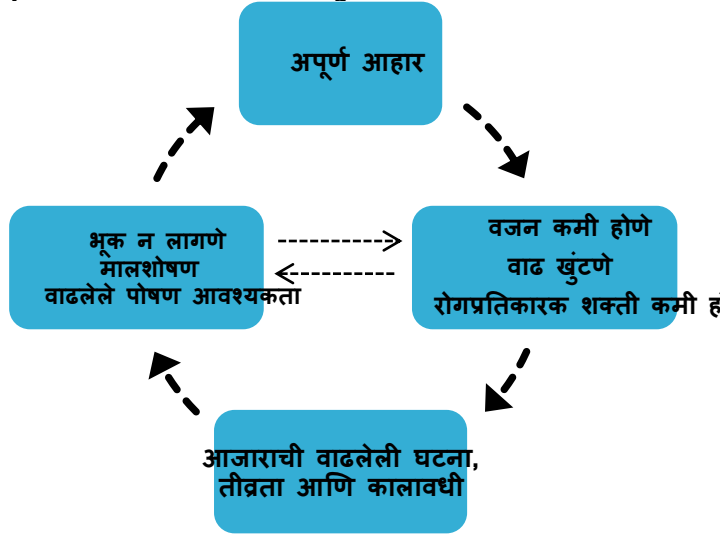 अपूर्ण आहार
भूक न लागणे
मालशोषण
वाढलेले पोषण आवश्यकता
वजन कमी होणे
वाढ खुंटणे
रोगप्रतिकारक शक्ती कमी
आजाराची वाढलेली घटना,
तीव्रता आणि कालावधी